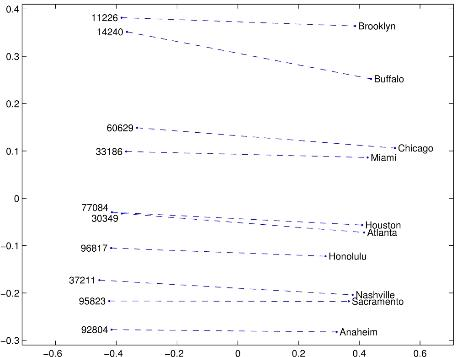 0.4
11226 Brooklyn
14240
0.3
Buffalo
0.2
60629
Chicago
0.1 33186
Miami
0
77084
30349
Houston
Atlanta
-0.1
96817
Honolulu
37211
-0.2
Nashville
95823 Sacramento
92804 Anaheim
-0.3
-0.6 -0.4 -0.2 0 0.2 0.4 0.6